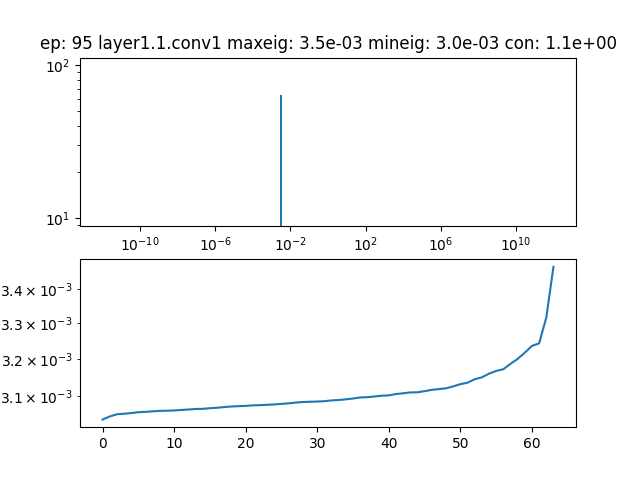 ep: 95 layer1.1.conv1 maxeig: 3.5e-03 mineig: 3.0e-03 con: 1.1e+00
10²
10¹
10⁻¹⁰ 10⁻⁶ 10⁻² 10² 10⁶ 10¹⁰
3.4 × 10⁻³
3.3 × 10⁻³
3.2 × 10⁻³
3.1 × 10⁻³
0 10 20 30 40 50 60